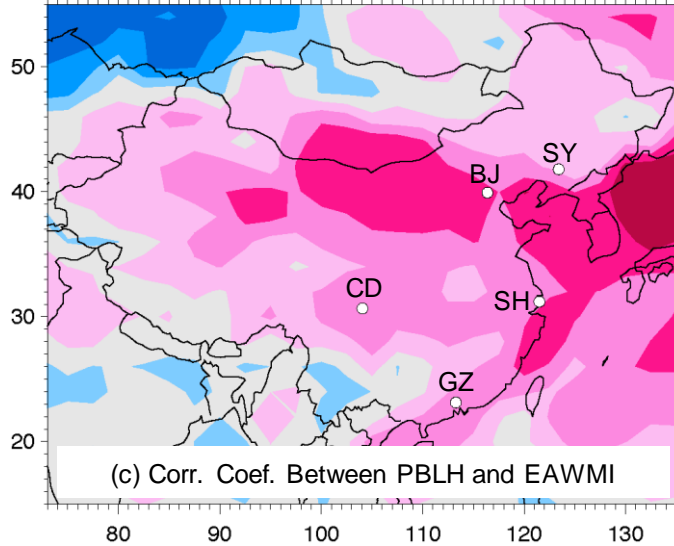 50
40
30
20
SY
BJ
CD
SH
GZ
(c) Corr. Coef. Between PBLH and EAWMI
80 90 100 110 120 130